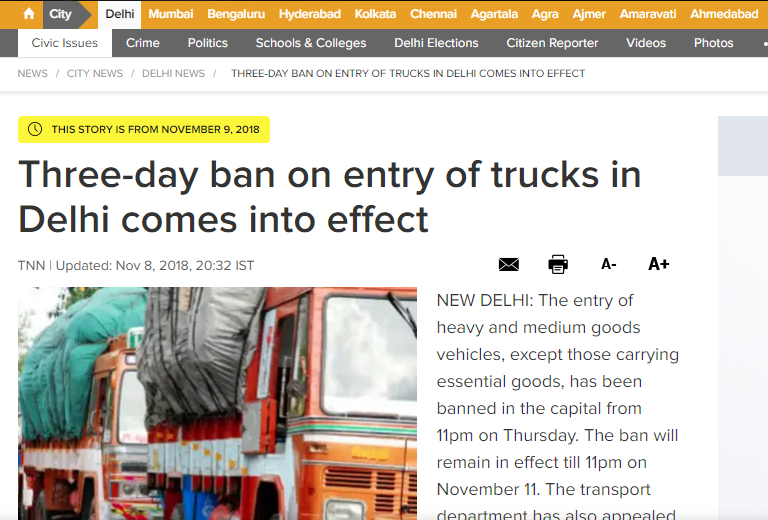 City Delhi Mumbai Bengaluru Hyderabad Kolkata Chennai Agartala Agra Ajmer Amaravati Ahmedabad
Civic Issues Crime Politics Schools & Colleges Delhi Elections Citizen Reporter Videos Photos
NEWS / CITY NEWS / DELHI NEWS / THREE-DAY BAN ON ENTRY OF TRUCKS IN DELHI COMES INTO EFFECT
THIS STORY IS FROM NOVEMBER 9, 2018
Three-day ban on entry of trucks in
Delhi comes into effect
TNN | Updated: Nov 8, 2018, 20:32 IST
A- A+
NEW DELHI: The entry of
heavy and medium goods
vehicles, except those carrying
essential goods, has been
banned in the capital from
11pm on Thursday. The ban will
remain in effect till 11pm on
November 11. The transport
department has also appealed